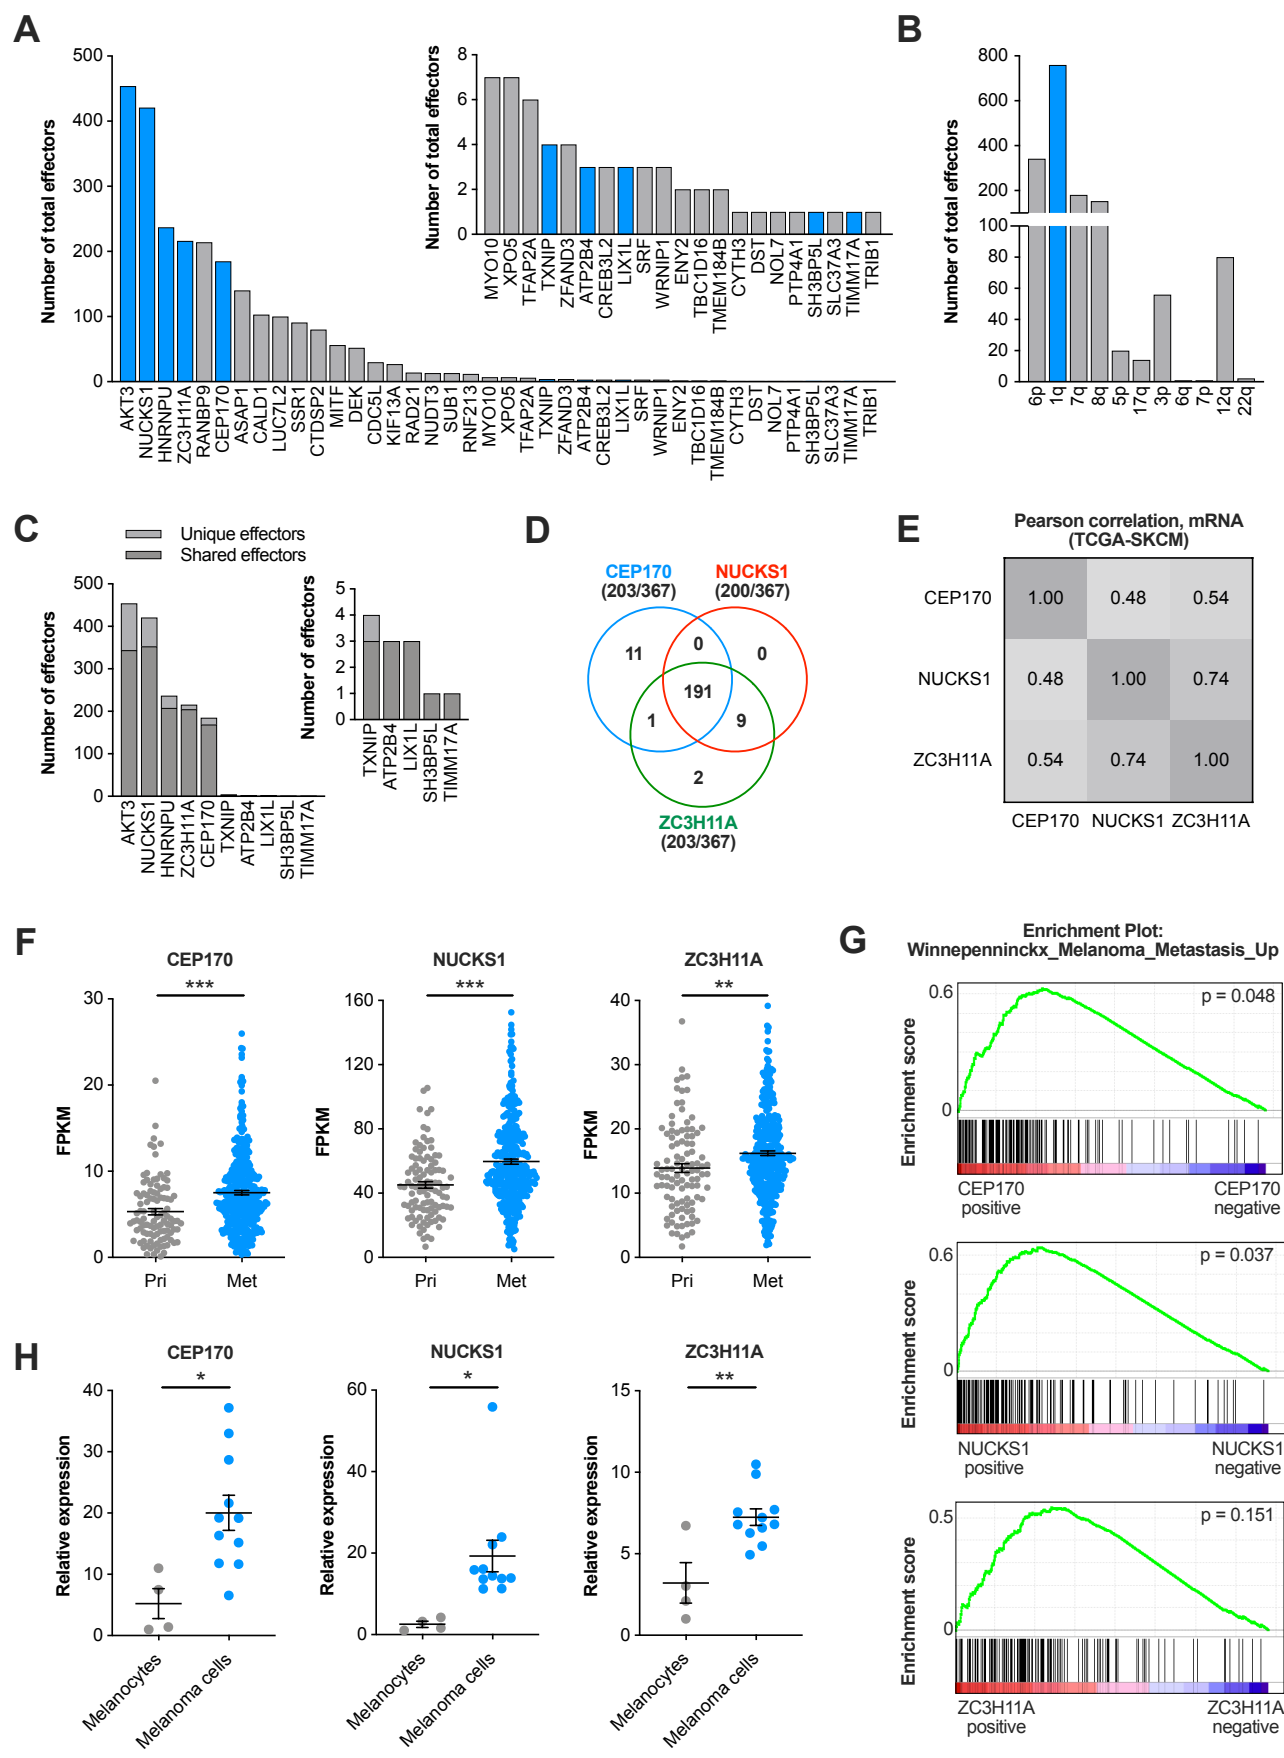 A
Number of total effectors
500
400
300
200
100
0
AKT3
NUCKS1
HNRNPU
ZC3H11A
RANBP9
CEP170
ASAP1
CALD1
LUC7L2
SSR1
CTDSP2
MITF
DEK
CDC5L
KIF13A
RAD21
NUDT3
SUB1
RNF213
MYO10
XPO5
TFAP2A
TXNIP
ZFAND3
ATP2B4
CREB3L2
LIX1L
SRF
WRNIP1
ENY2
TBC1D16
TMEM184B
CYTH3
DST
NOL7
PTP4A1
SH3BP5L
SLC37A3
TIMM17A
TRIB1
Number of total effectors
8
6
4
2
0
MYO10
XPO5
TFAP2A
TXNIP
ZFAND3
ATP2B4
CREB3L2
LIX1L
SRF
WRNIP1
ENY2
TBC1D16
TMEM184B
CYTH3
DST
NOL7
PTP4A1
SH3BP5L
SLC37A3
TIMM17A
TRIB1
B
Number of total effectors
800
600
400
200
100
80
60
40
20
0
6p
1q
7q
8q
5p
17q
3p
6q
7p
12q
22q
C
Unique effectors
Shared effectors
Number of effectors
500
400
300
200
100
0
AKT3
NUCKS1
HNRNPU
ZC3H11A
CEP170
TXNIP
ATP2B4
LIX1L
SH3BP5L
TIMM17A
Number of effectors
5
4
3
2
1
0
TXNIP
ATP2B4
LIX1L
SH3BP5L
TIMM17A
D
CEP170
(203/367)
NUCKS1
(200/367)
11
0
0
191
1
9
2
ZC3H11A
(203/367)
E
Pearson correlation, mRNA
(TCGA-SKCM)
CEP170
1.00
0.48
0.54
NUCKS1
0.48
1.00
0.74
ZC3H11A
0.54
0.74
1.00
CEP170
NUCKS1
ZC3H11A
F
CEP170
***
FPKM
30
20
10
0
Pri
Met
NUCKS1
***
FPKM
160
120
80
40
0
Pri
Met
ZC3H11A
**
FPKM
40
30
20
10
0
Pri
Met
G
Enrichment Plot:
Winnepenninckx_Melanoma_Metastasis_Up
Enrichment score
0.6
0
p = 0.048
CEP170
positive
CEP170
negative
Enrichment score
0.6
0
p = 0.037
NUCKS1
positive
NUCKS1
negative
Enrichment score
0.5
0
p = 0.151
ZC3H11A
positive
ZC3H11A
negative
H
CEP170
*
Relative expression
40
30
20
10
0
Melanocytes
Melanoma cells
NUCKS1
*
Relative expression
60
40
20
0
Melanocytes
Melanoma cells
ZC3H11A
**
Relative expression
15
10
5
0
Melanocytes
Melanoma cells